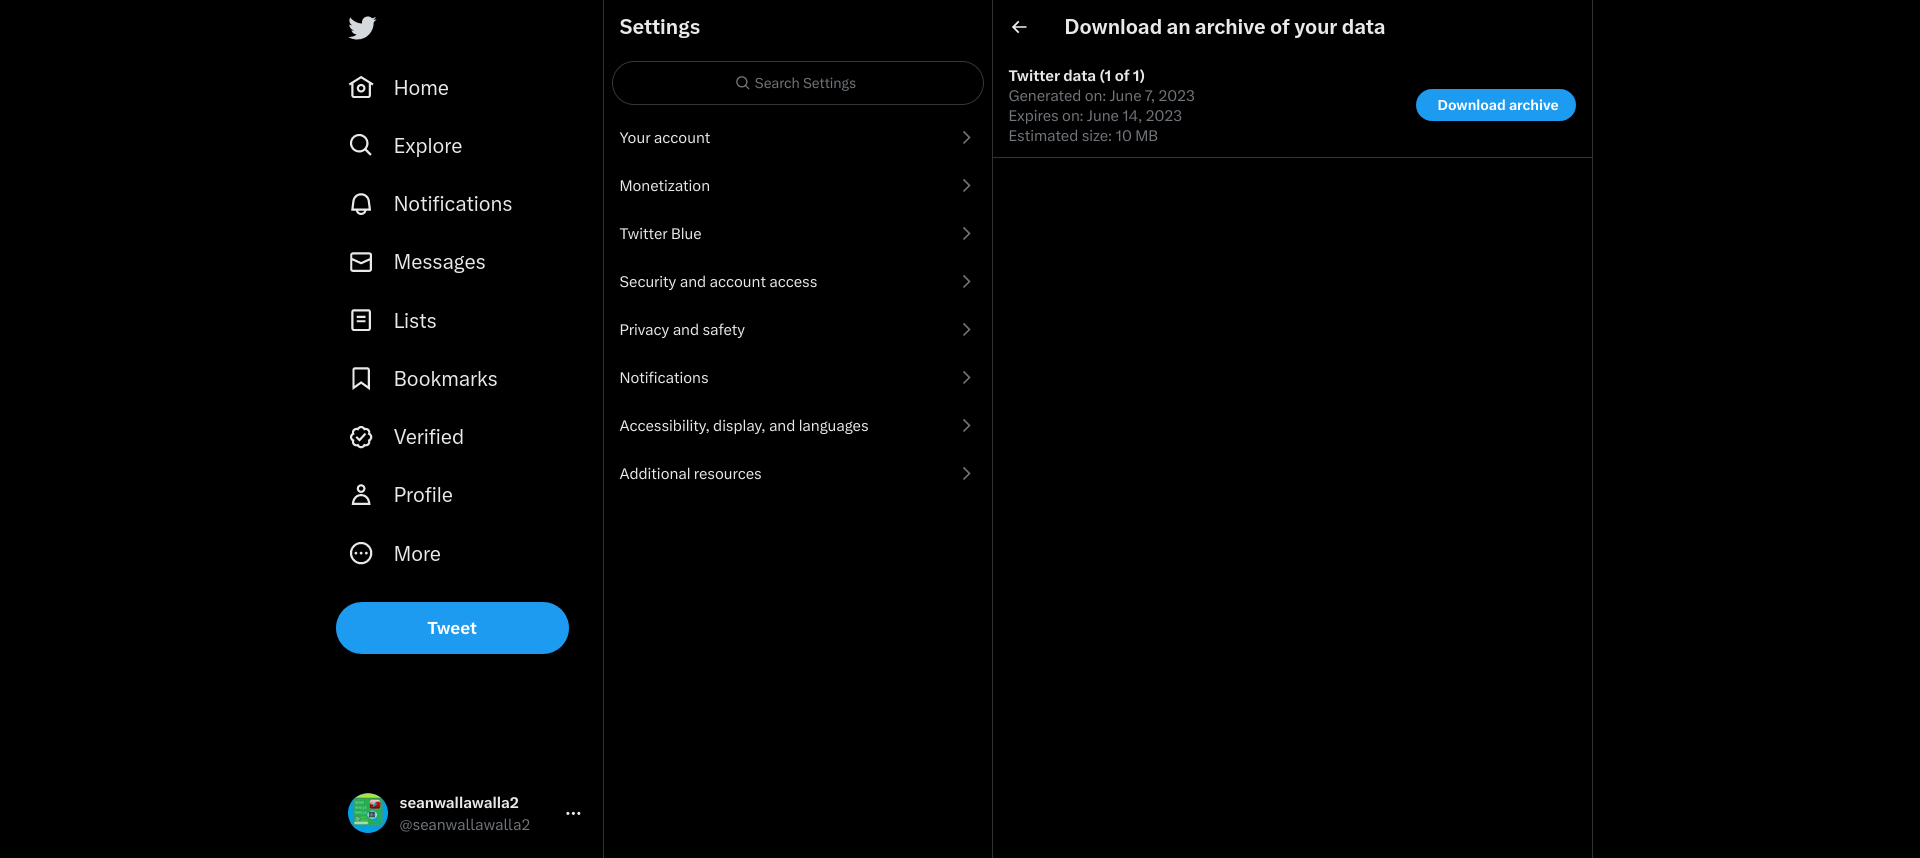 Home
Explore
Notifications
Messages
Lists
Bookmarks
Verified
Profile
More
Tweet
seanwallawalla2
@seanwallawalla2
Settings
Search Settings
Your account
Monetization
Twitter Blue
Security and account access
Privacy and safety
Notifications
Accessibility, display, and languages
Additional resources
Download an archive of your data
Twitter data (1 of 1)
Generated on: June 7, 2023
Expires on: June 14, 2023
Estimated size: 10 MB
Download archive